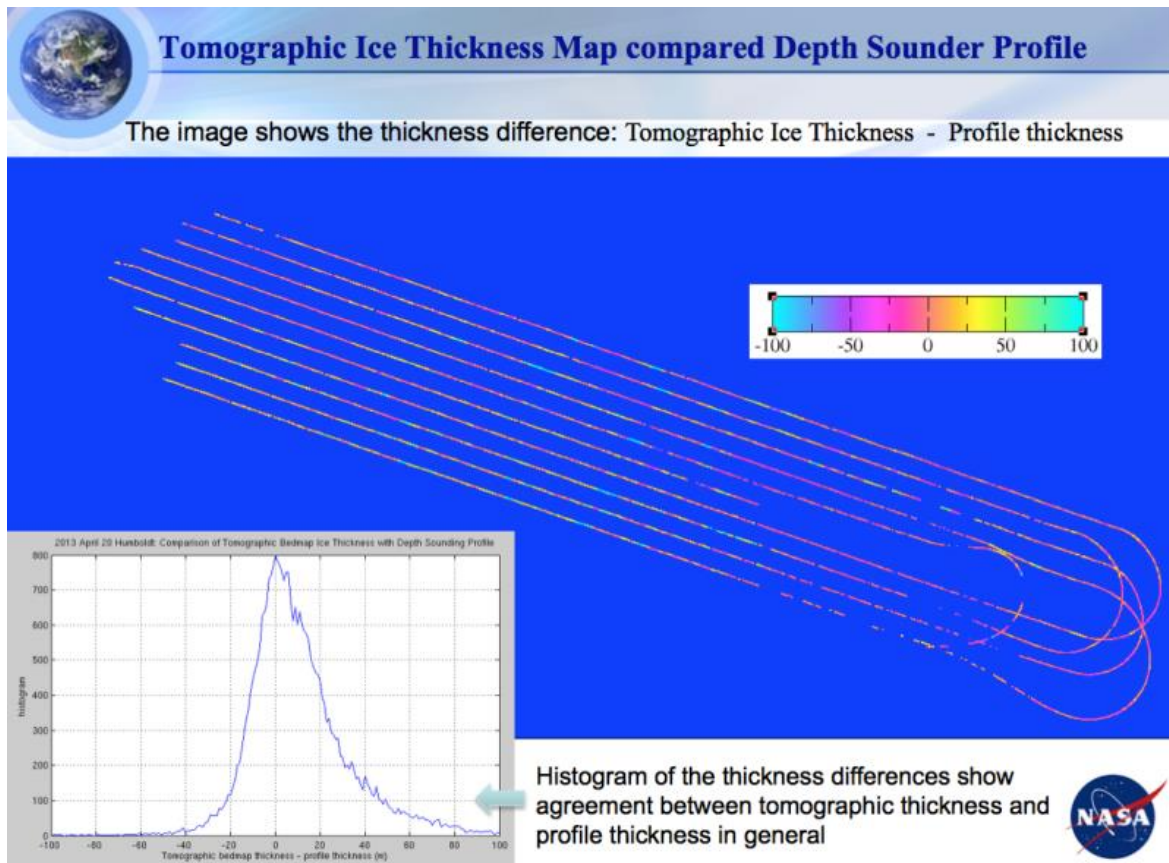 Tomographic Ice Thickness Map compared Depth Sounder Profile
The image shows the thickness difference: Tomographic Ice Thickness - Profile thickness
-100 -50 0 50 100
2013 April 20 Humboldt: Comparison of Tomographic Bedmap Ice Thickness with Depth Sounding Profile
800
700
600
500
400
300
200
100
0
histogram
-100 -80 -60 -40 -20 0 20 40 60 80 100
Tomographic bedmap thickness - profile thickness (m)
Histogram of the thickness differences show
agreement between tomographic thickness and
profile thickness in general
NASA